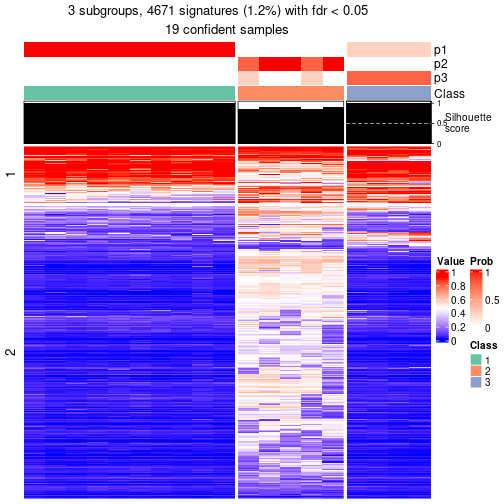 3 subgroups, 4671 signatures (1.2%) with fdr < 0.05
19 confident samples
p1
p2
p3
Class
1
0.5
0
Silhouette
score
1
2
Value
1
0.8
0.6
0.4
0.2
0
Prob
1
0.5
0
Class
1
2
3